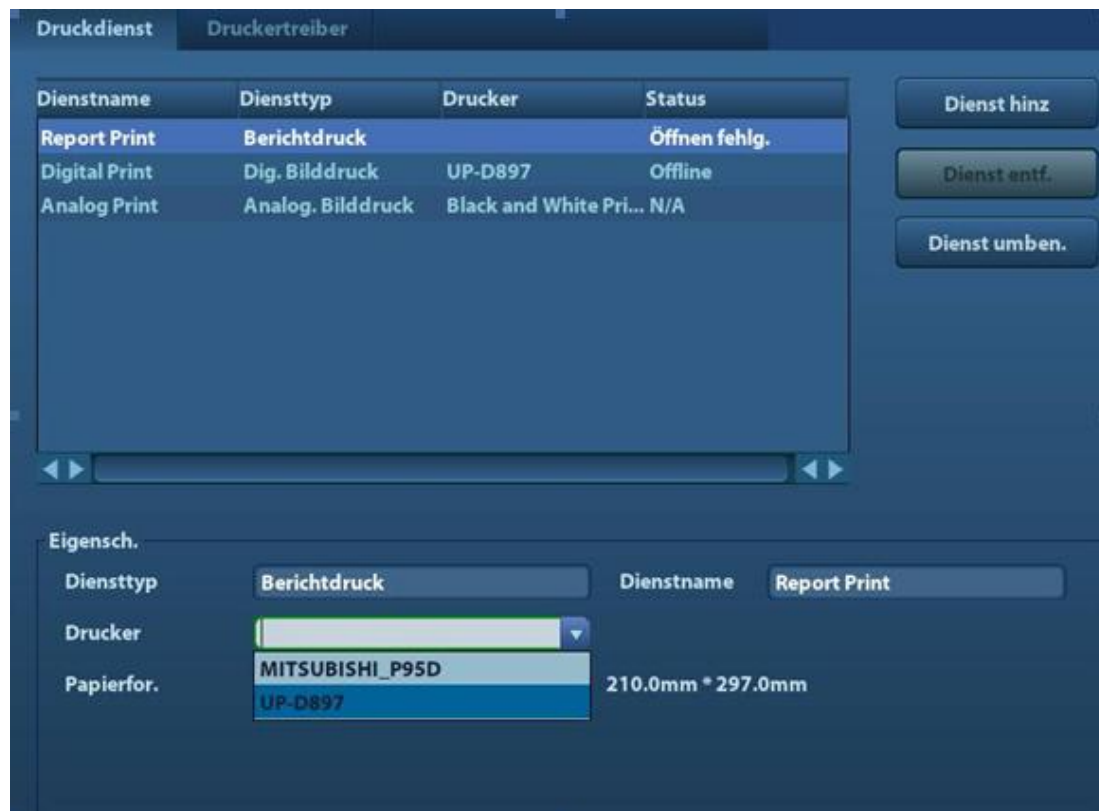 Druckdienst Druckertreiber
Dienstname Diensttyp Drucker Status
Report Print Berichtdruck Öffnen fehlg.
Digital Print Dig. Bilddruck UP-D897 Offline
Analog Print Analog. Bilddruck Black and White Pri... N/A
Dienst hinz
Dienst entf.
Dienst umben.
Eigensch.
Diensttyp Berichtdruck Dienstname Report Print
Drucker
MITSUBISHI_P95D
Papierfor. 210.0mm * 297.0mm
UP-D897